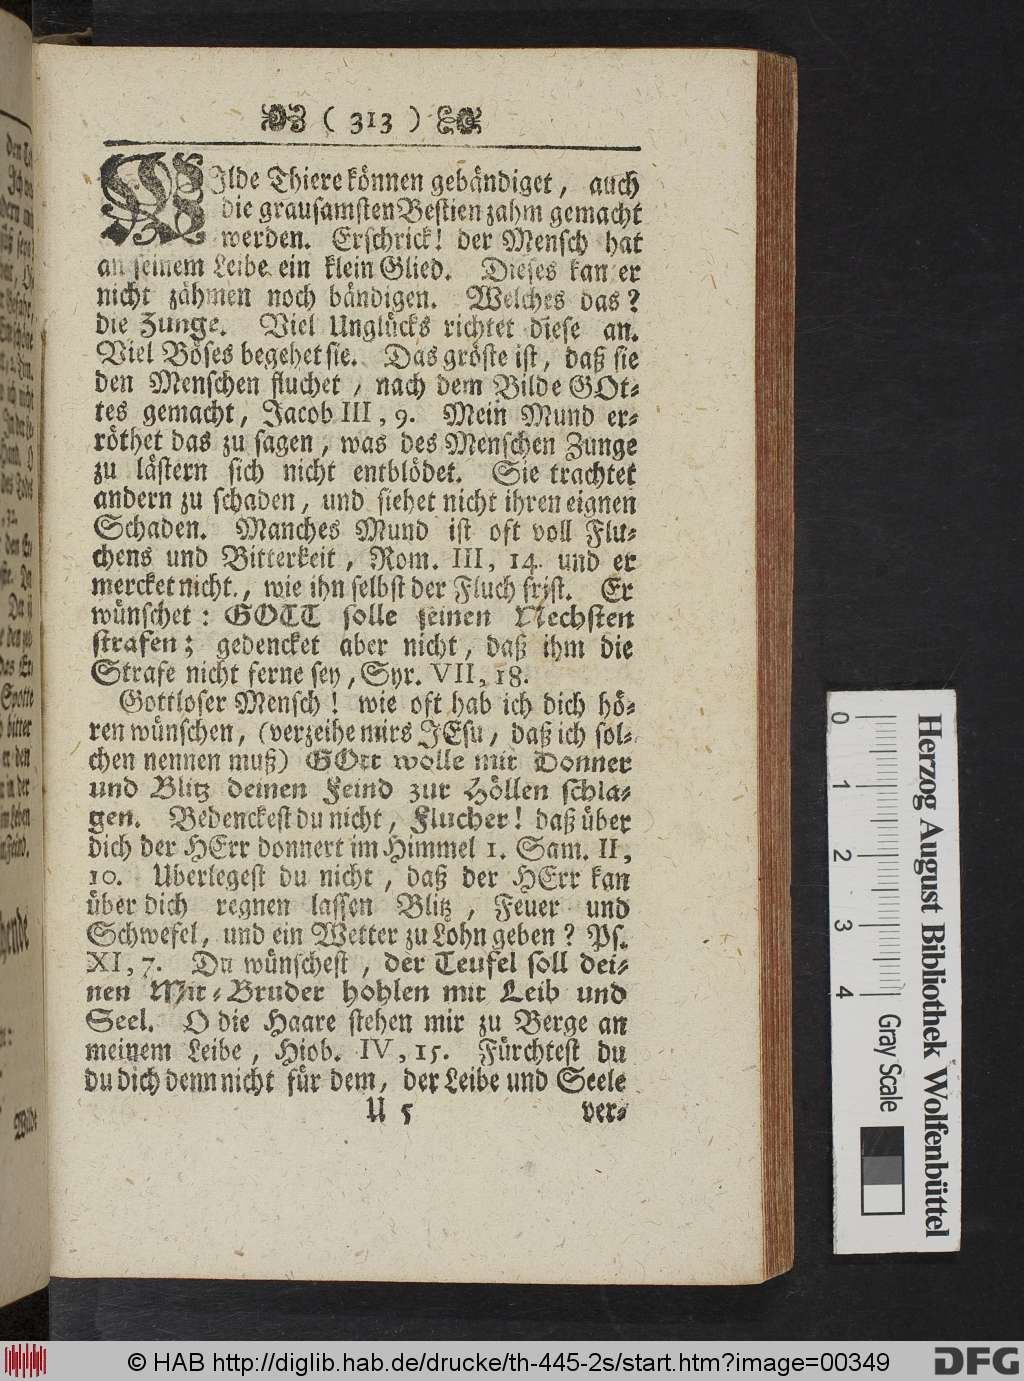 ( 313 )
WIlde Thiere können gebändiget, auch
die grausamsten Bestien zahm gemacht
werden. Erschrick! der Mensch hat
an seinem Leibe ein klein Glied. Dieses kan er
nicht zähmen noch bändigen. Welches das?
die Zunge. Viel Unglücks richtet diese an.
Viel Böses begehet sie. Das gröste ist, daß sie
den Menschen fluchet, nach dem Bilde GOt-
tes gemacht, Jacob III, 9. Mein Mund er-
röthet das zu sagen, was des Menschen Zunge
zu lästern sich nicht entblödet. Sie trachtet
andern zu schaden, und siehet nicht ihren eignen
Schaden. Manches Mund ist oft voll Flu-
chens und Bitterkeit, Rom. III, 14. und er
mercket nicht, wie ihn selbst der Fluch frist. Er
wünschet: GOTT solle seinen Nechsten
strafen; gedencket aber nicht, daß ihm die
Strafe nicht ferne sey, Syr. VII, 18.
Gottloser Mensch! wie oft hab ich dich hö-
ren wünschen, (verzeihe mirs JEsu, daß ich sol-
chen nennen muß) GOtt wolle mit Donner
und Blitz deinen Feind zur Höllen schla-
gen. Bedenckest du nicht, Flucher! daß über
dich der HErr donnert im Himmel 1. Sam. II,
10. Uberlegest du nicht, daß der HErr kan
über dich regnen lassen Blitz, Feuer und
Schwefel, und ein Wetter zu Lohn geben? Ps.
XI, 7. Du wünschest, der Teufel soll dei-
nen Mit-Bruder hohlen mit Leib und
Seel. O die Haare stehen mir zu Berge an
meinem Leibe, Hiob. IV, 15. Fürchtest du
du dich denn nicht für dem, der Leibe und Seele
U 5 ver-
0 1 2 3 4
Gray Scale
Herzog August Bibliothek Wolfenbüttel
© HAB http://diglib.hab.de/drucke/th-445-2s/start.htm?image=00349
DFG